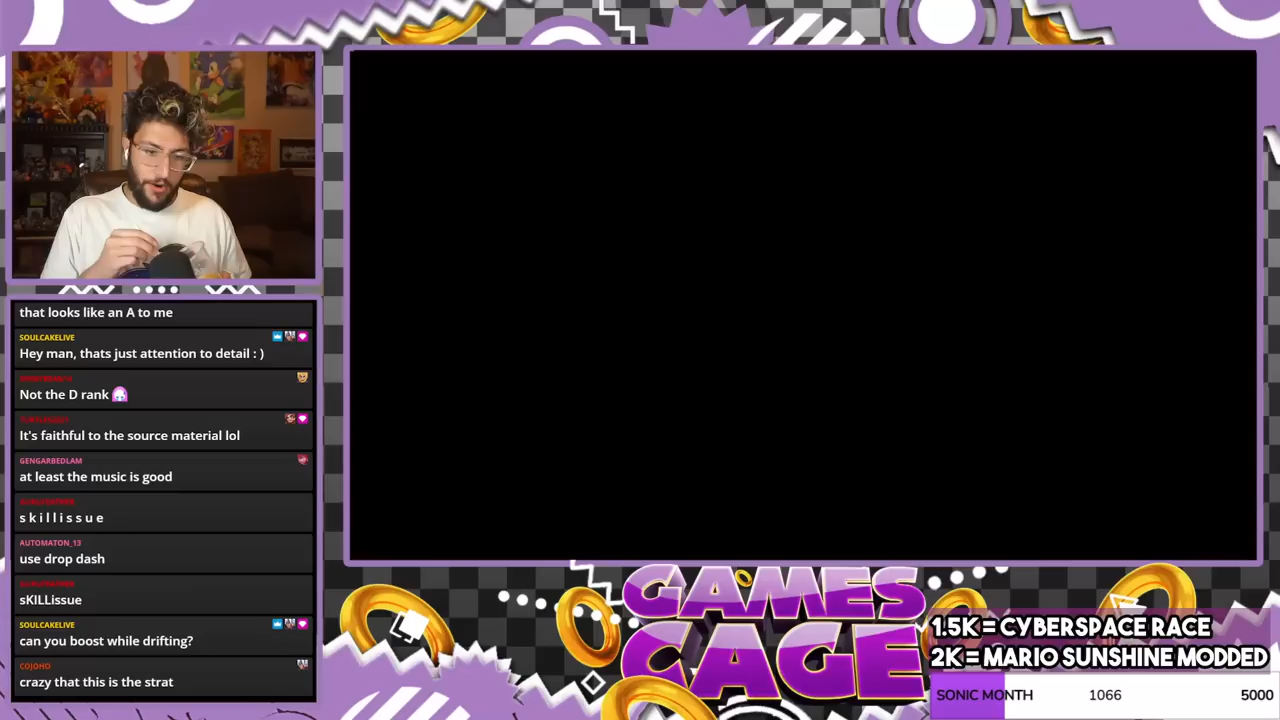 that looks like an A to me
SOULCAKELIVE
Hey man, thats just attention to detail : )
Not the D rank
It's faithful to the source material lol
GENGARBEDLAM
at least the music is good
s k i l l i s s u e
AUTOMATON_13
use drop dash
sKILLissue
SOULCAKELIVE
can you boost while drifting?
COJOHO
crazy that this is the strat
GAMES
CAGE
1.5K = CYBERSPACE RACE
2K = MARIO SUNSHINE MODDED
SONIC MONTH 1066 5000